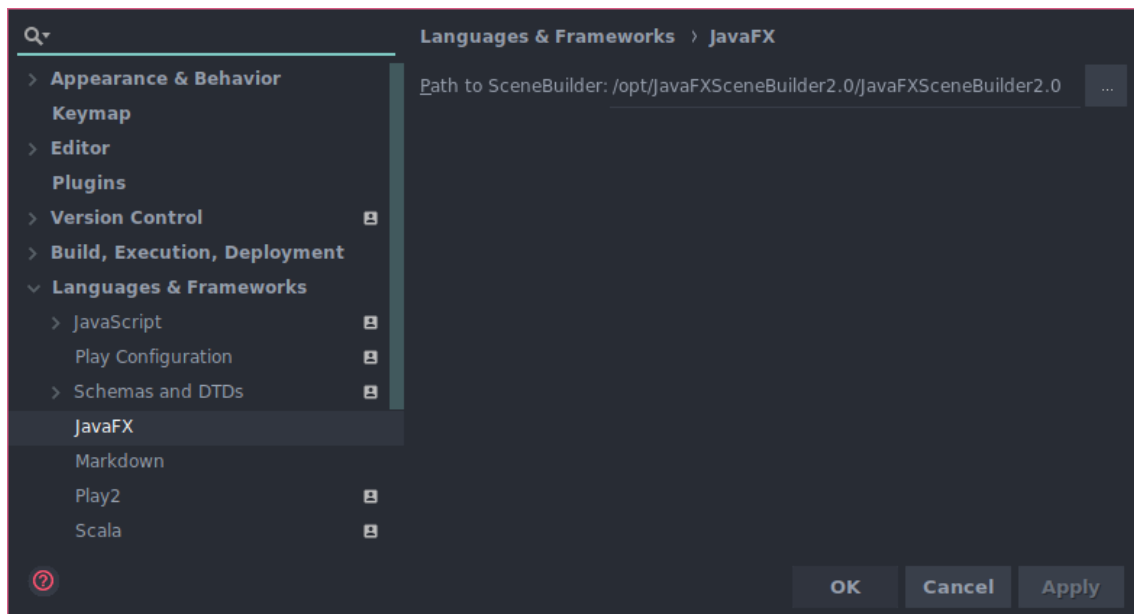 Appearance & Behavior
Keymap
Editor
Plugins
Version Control
Build, Execution, Deployment
Languages & Frameworks
JavaScript
Play Configuration
Schemas and DTDs
JavaFX
Markdown
Play2
Scala
Languages & Frameworks › JavaFX
Path to SceneBuilder: /opt/JavaFXSceneBuilder2.0/JavaFXSceneBuilder2.0 ...
? OK Cancel Apply